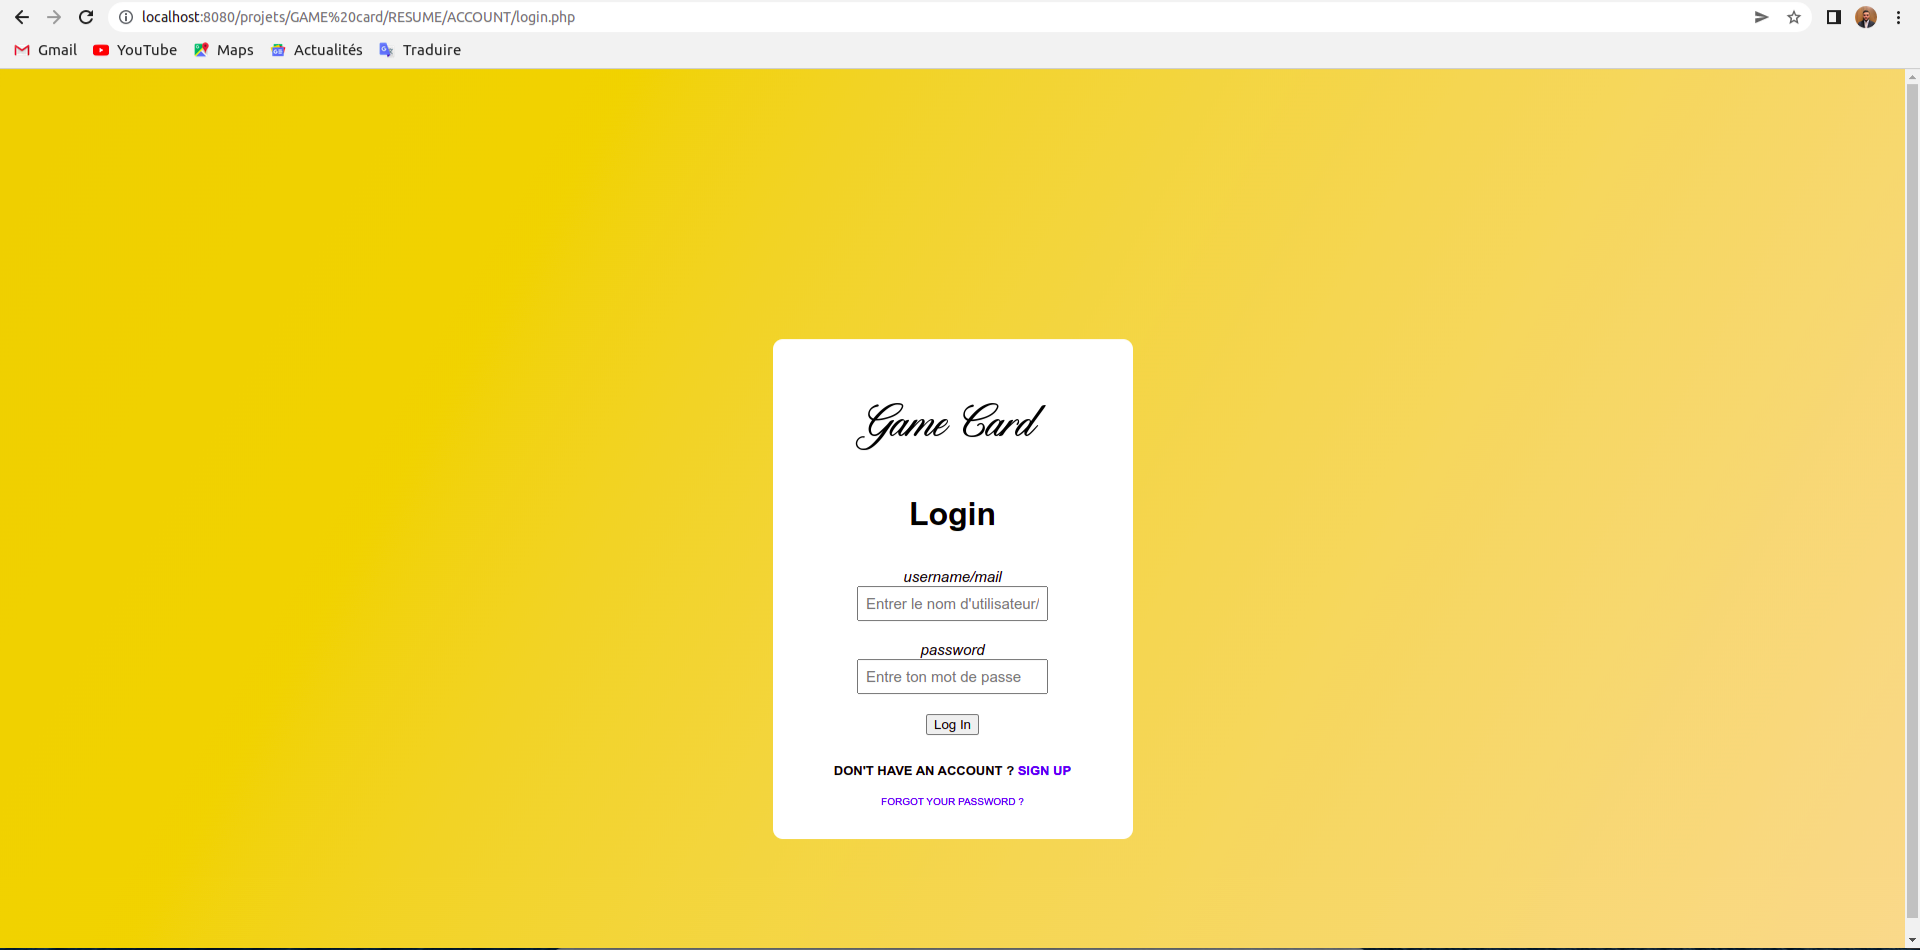 localhost:8080/projets/GAME%20card/RESUME/ACCOUNT/login.php
Gmail YouTube Maps Actualités Traduire
Game Card
Login
username/mail
Entrer le nom d'utilisateur/
password
Entre ton mot de passe
Log In
DON'T HAVE AN ACCOUNT ? SIGN UP
FORGOT YOUR PASSWORD ?